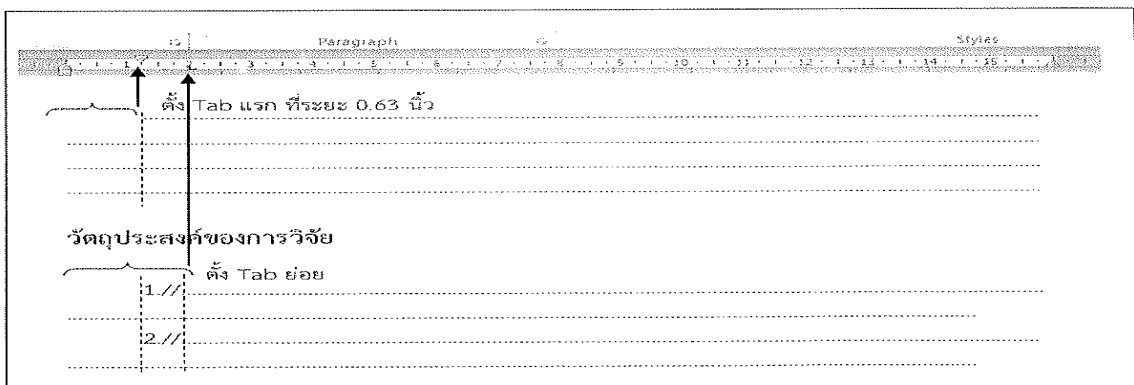 Paragraph
Styles
1 2 3 4 5 6 7 8 9 10 11 12 13 14 15
ตั้ง Tab แรก ที่ระยะ 0.63 นิ้ว
วัตถุประสงค์ของการวิจัย
ตั้ง Tab ย่อย
1.//
2.//